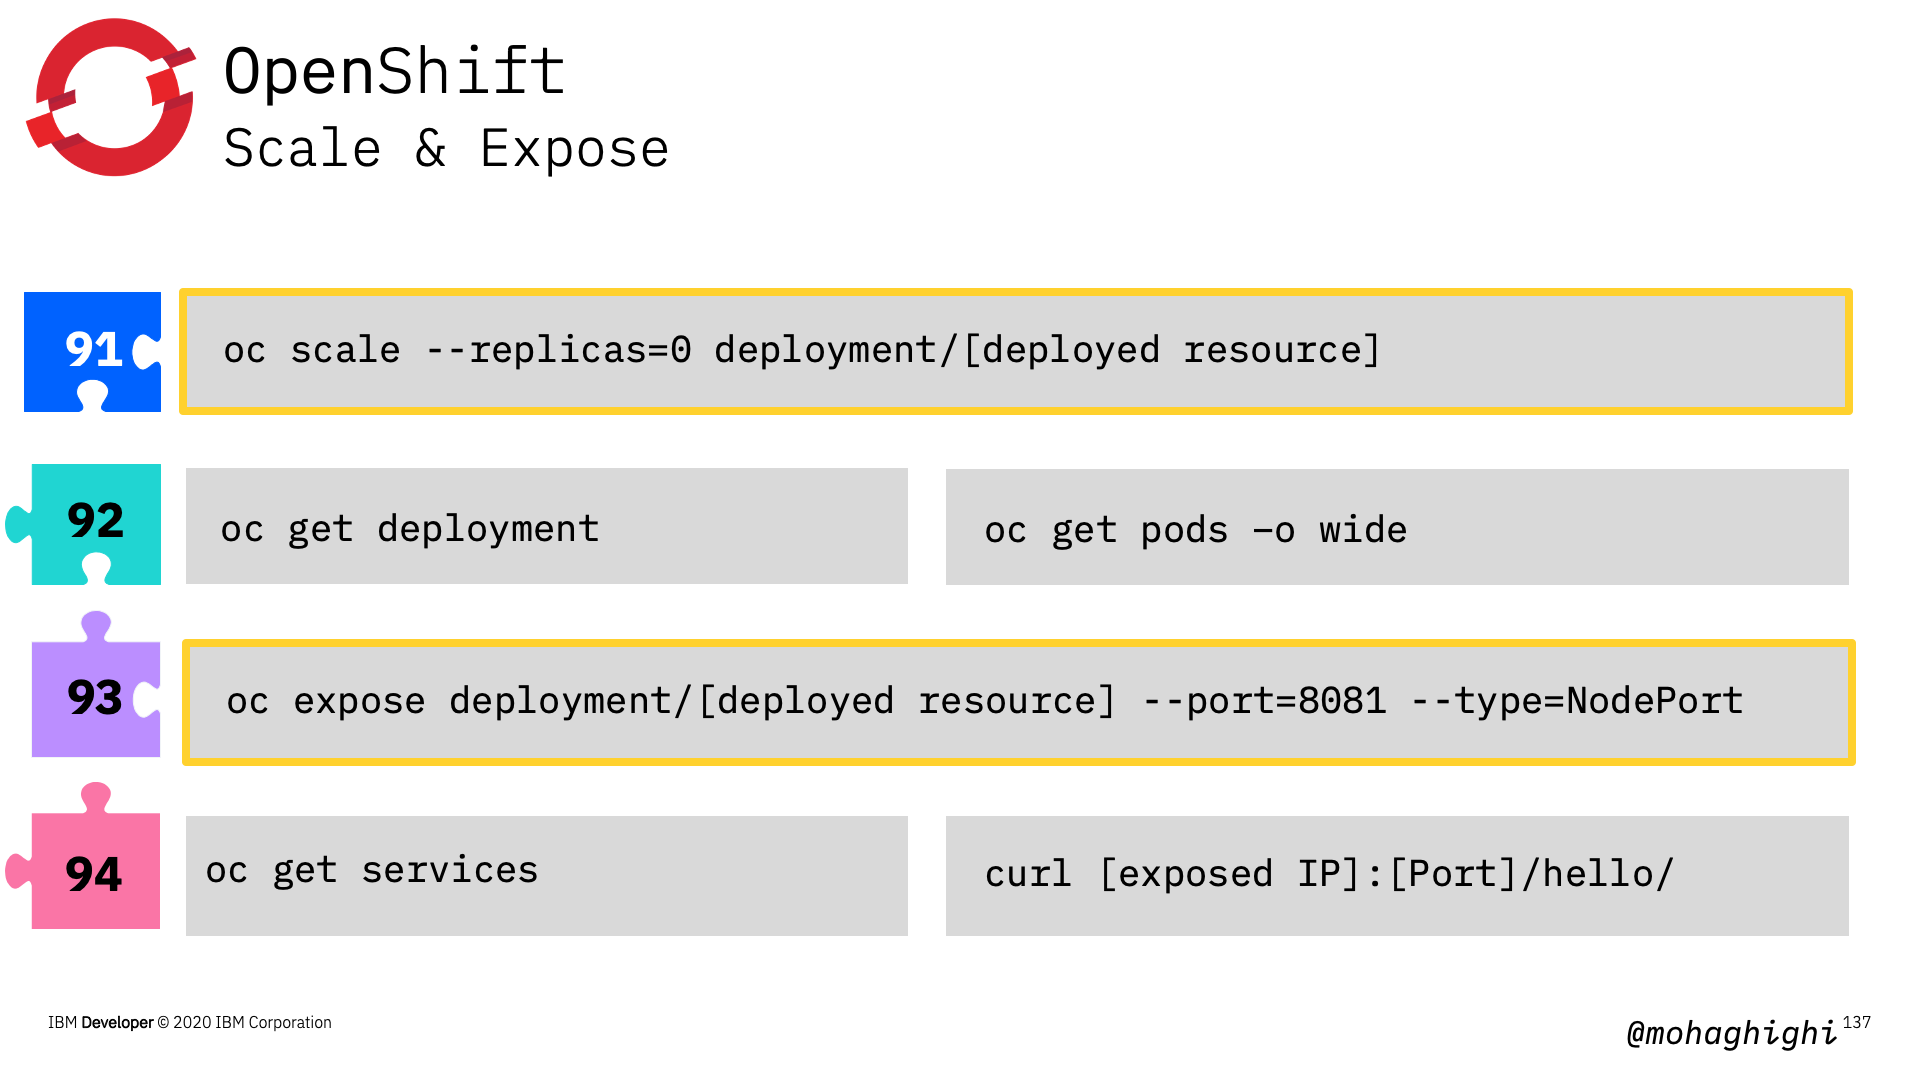 OpenShift
Scale & Expose
91
oc scale --replicas=0 deployment/[deployed resource]
92
oc get deployment
oc get pods –o wide
93
oc expose deployment/[deployed resource] --port=8081 --type=NodePort
94
oc get services
curl [exposed IP]:[Port]/hello/
IBM Developer © 2020 IBM Corporation
@mohaghighi
137